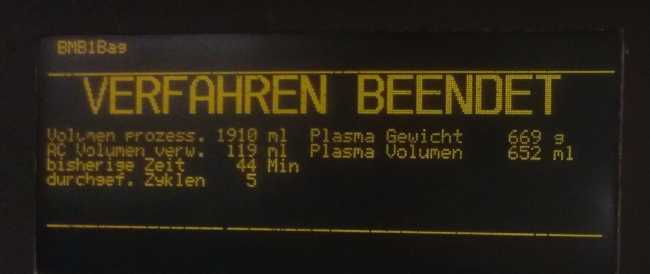 BMB1Bag
VERFAHREN BEENDET
Volumen prozess. 1910 ml Plasma Gewicht 669 g
AC Volumen verw. 119 ml Plasma Volumen 652 ml
bisherige Zeit 44 Min
durchgef. Zyklen 5